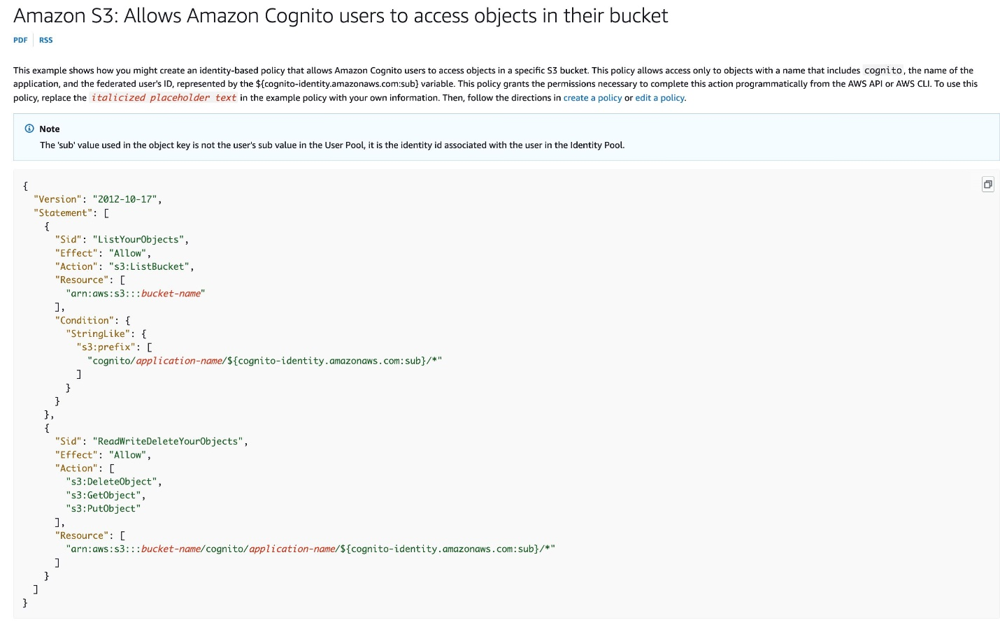 Amazon S3: Allows Amazon Cognito users to access objects in their bucket
PDF RSS
This example shows how you might create an identity-based policy that allows Amazon Cognito users to access objects in a specific S3 bucket. This policy allows access only to objects with a name that includes cognito, the name of the
application, and the federated user's ID, represented by the ${cognito-identity.amazonaws.com:sub} variable. This policy grants the permissions necessary to complete this action programmatically from the AWS API or AWS CLI. To use this
policy, replace the italicized placeholder text in the example policy with your own information. Then, follow the directions in create a policy or edit a policy.
Note
The 'sub' value used in the object key is not the user's sub value in the User Pool, it is the identity id associated with the user in the Identity Pool.
{
  "Version": "2012-10-17",
  "Statement": [
    {
      "Sid": "ListYourObjects",
      "Effect": "Allow",
      "Action": "s3:ListBucket",
      "Resource": [
        "arn:aws:s3:::bucket-name"
      ],
      "Condition": {
        "StringLike": {
          "s3:prefix": [
            "cognito/application-name/${cognito-identity.amazonaws.com:sub}/*"
          ]
        }
      }
    },
    {
      "Sid": "ReadWriteDeleteYourObjects",
      "Effect": "Allow",
      "Action": [
        "s3:DeleteObject",
        "s3:GetObject",
        "s3:PutObject"
      ],
      "Resource": [
        "arn:aws:s3:::bucket-name/cognito/application-name/${cognito-identity.amazonaws.com:sub}/*"
      ]
    }
  ]
}